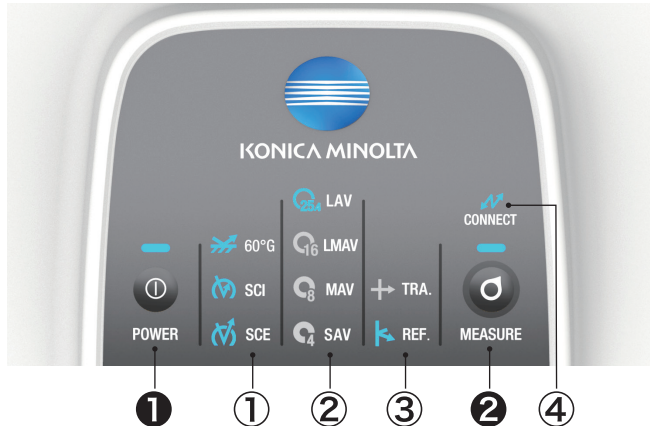 KONICA MINOLTA
25.4 LAV
CONNECT
60°G
16 LMAV
SCI
8 MAV
TRA.
POWER
SCE
4 SAV
REF.
MEASURE
❶
①
②
③
❷
④